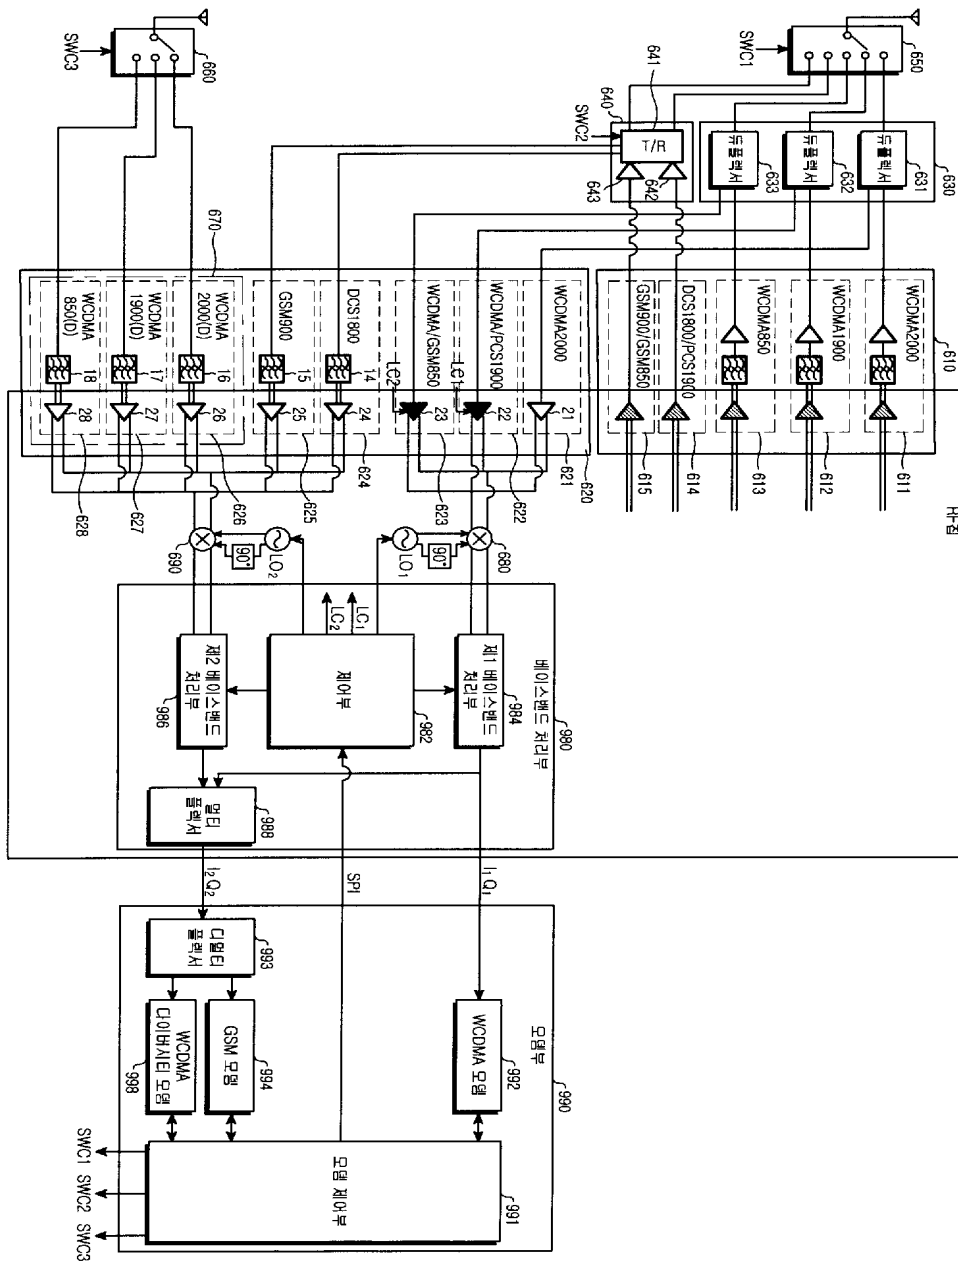 RF칩
650
SWC1
630
631
듀플렉서
632
듀플렉서
633
듀플렉서
640
641
T/R
SWC2
642
643
660
SWC3
610
WCDMA2000
611
WCDMA1900
612
WCDMA850
613
DCS1800/PCS1900
614
GSM900/GSM850
615
620
WCDMA2000
21
621
WCDMA/PCS1900
LC1
22
622
WCDMA/GSM850
LC2
23
623
DCS1800
14
24
624
GSM900
15
25
625
670
WCDMA
2000(D)
16
26
626
WCDMA
1900(D)
17
27
627
WCDMA
850(D)
18
28
628
680
90°
LO1
LO2
90°
690
베이스밴드 처리부
980
제1 베이스밴드
처리부
984
LC1
LC2
제어부
982
제2 베이스밴드
처리부
986
멀티
플렉서
988
I1 Q1
SPI
I2 Q2
모뎀부
990
WCDMA 모뎀
992
디멀티
플렉서
993
GSM 모뎀
994
WCDMA
다이버시티 모뎀
998
모뎀 제어부
991
SWC1
SWC2
SWC3